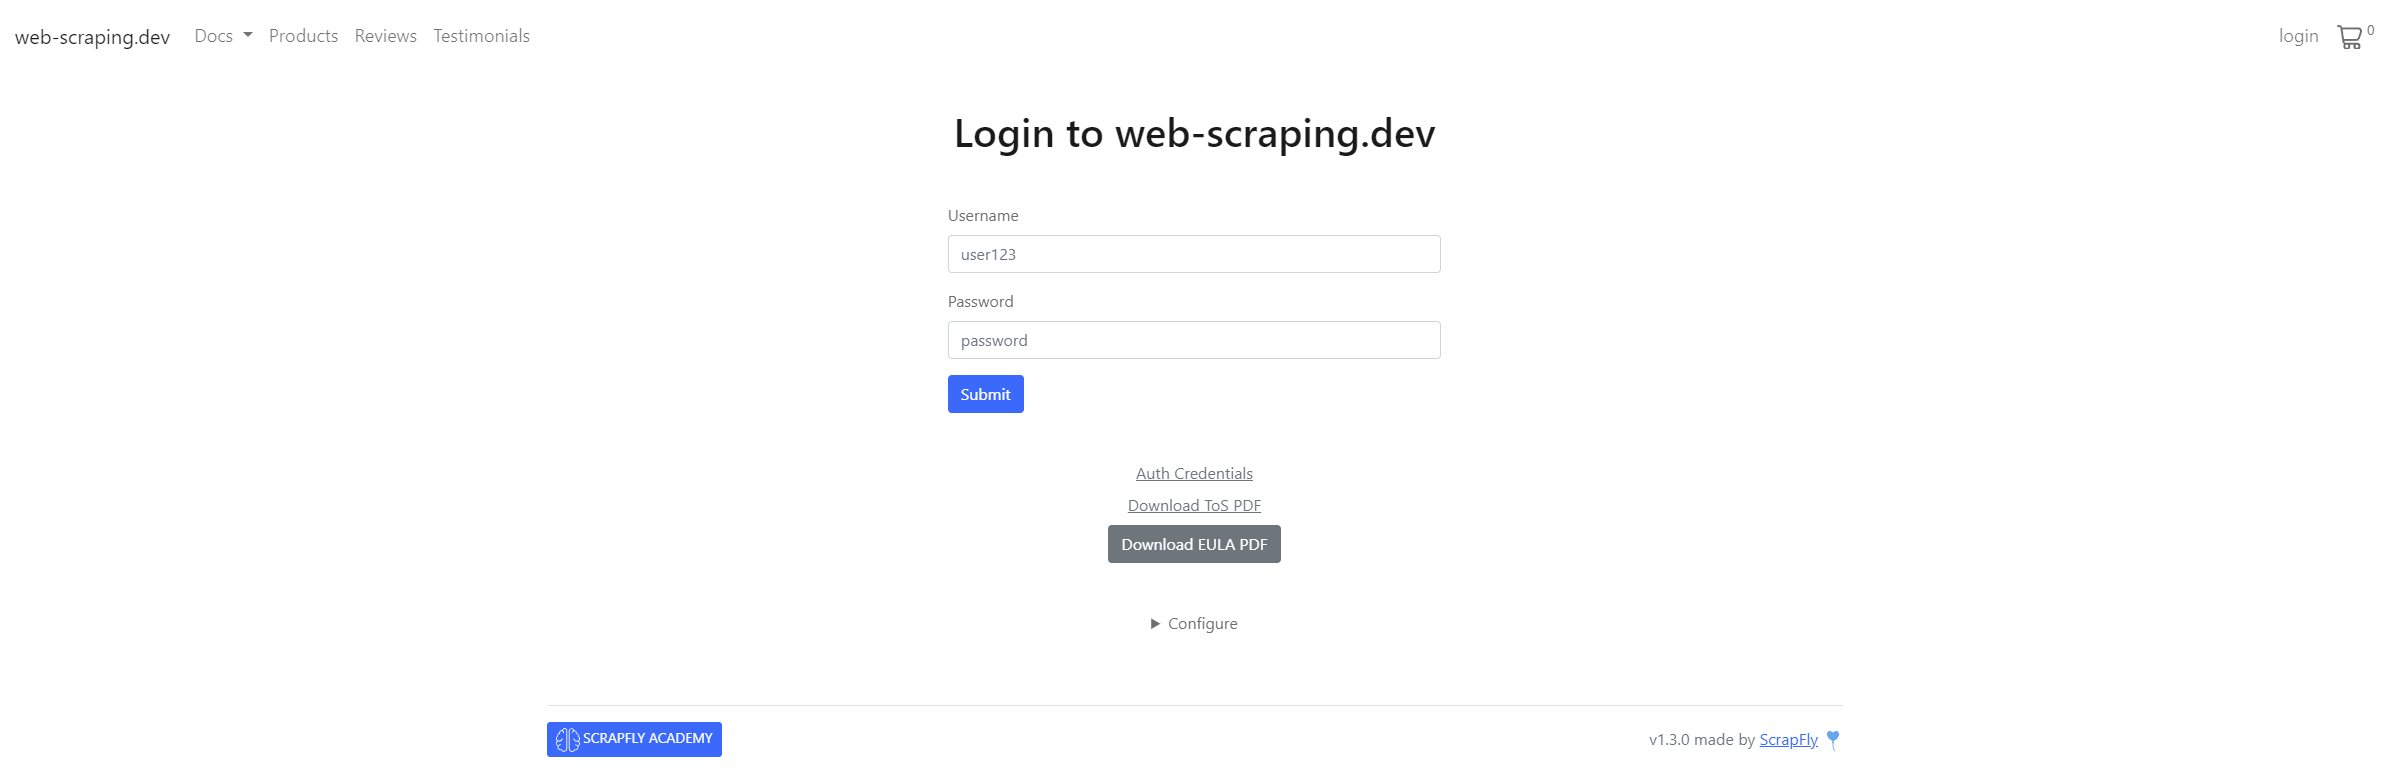 web-scraping.dev Docs Products Reviews Testimonials login 0
Login to web-scraping.dev
Username
user123
Password
password
Submit
Auth Credentials
Download ToS PDF
Download EULA PDF
Configure
SCRAPFLY ACADEMY v1.3.0 made by ScrapFly